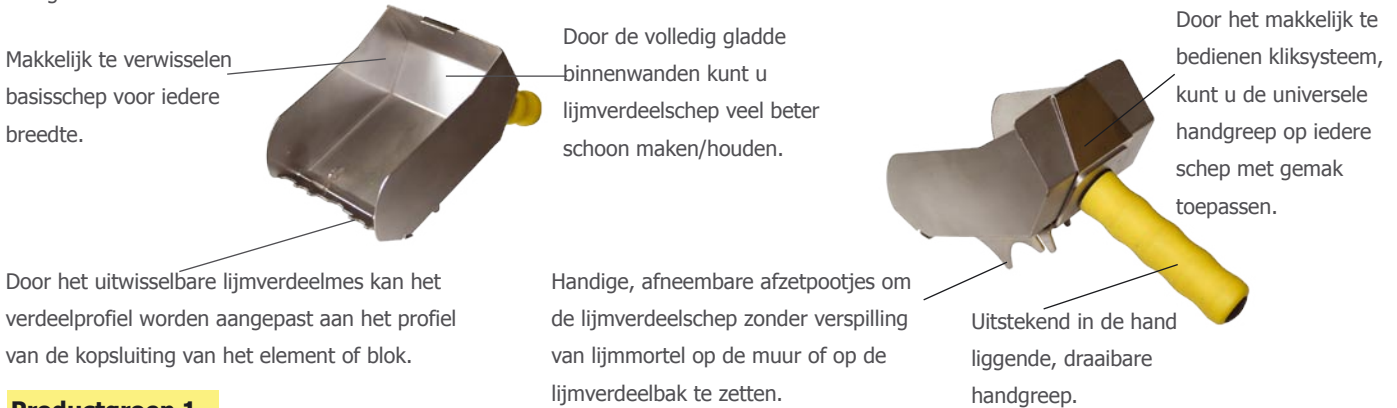 Makkelijk te verwisselen
basisschep voor iedere
breedte.
Door de volledig gladde
binnenwanden kunt u
lijmverdeelschep veel beter
schoon maken/houden.
Door het makkelijk te
bedienen kliksysteem,
kunt u de universele
handgreep op iedere
schep met gemak
toepassen.
Door het uitwisselbare lijmverdeelmes kan het
verdeelprofiel worden aangepast aan het profiel
van de kopsluiting van het element of blok.
Handige, afneembare afzetpootjes om
de lijmverdeelschep zonder verspilling
van lijmmortel op de muur of op de
lijmverdeelbak te zetten.
Uitstekend in de hand
liggende, draaibare
handgreep.
Productgroep 1